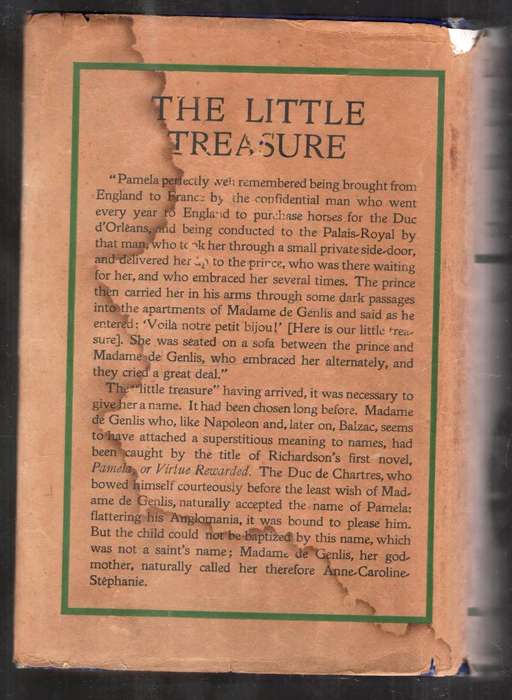 THE LITTLE
TREASURE
“Pamela perfectly well remembered being brought from
England to France by the confidential man who went
every year to England to purchase horses for the Duc
d'Orleans, and being conducted to the Palais-Royal by
that man, who took her through a small private side-door,
and delivered her up to the prince, who was there waiting
for her, and who embraced her several times. The prince
then carried her in his arms through some dark passages
into the apartments of Madame de Genlis and said as he
entered: ‘Voila notre petit bijou!’ [Here is our little trea-
sure]. She was seated on a sofa between the prince and
Madame de Genlis, who embraced her alternately, and
they cried a great deal.”
The “little treasure” having arrived, it was necessary to
give her a name. It had been chosen long before. Madame
de Genlis who, like Napoleon and, later on, Balzac, seems
to have attached a superstitious meaning to names, had
been caught by the title of Richardson's first novel,
Pamela, or Virtue Rewarded. The Duc de Chartres, who
bowed himself courteously before the least wish of Mad-
ame de Genlis, naturally accepted the name of Pamela:
flattering his Anglomania, it was bound to please him.
But the child could not be baptized by this name, which
was not a saint's name; Madame de Genlis, her god-
mother, naturally called her therefore Anne-Caroline-
Stéphanie.